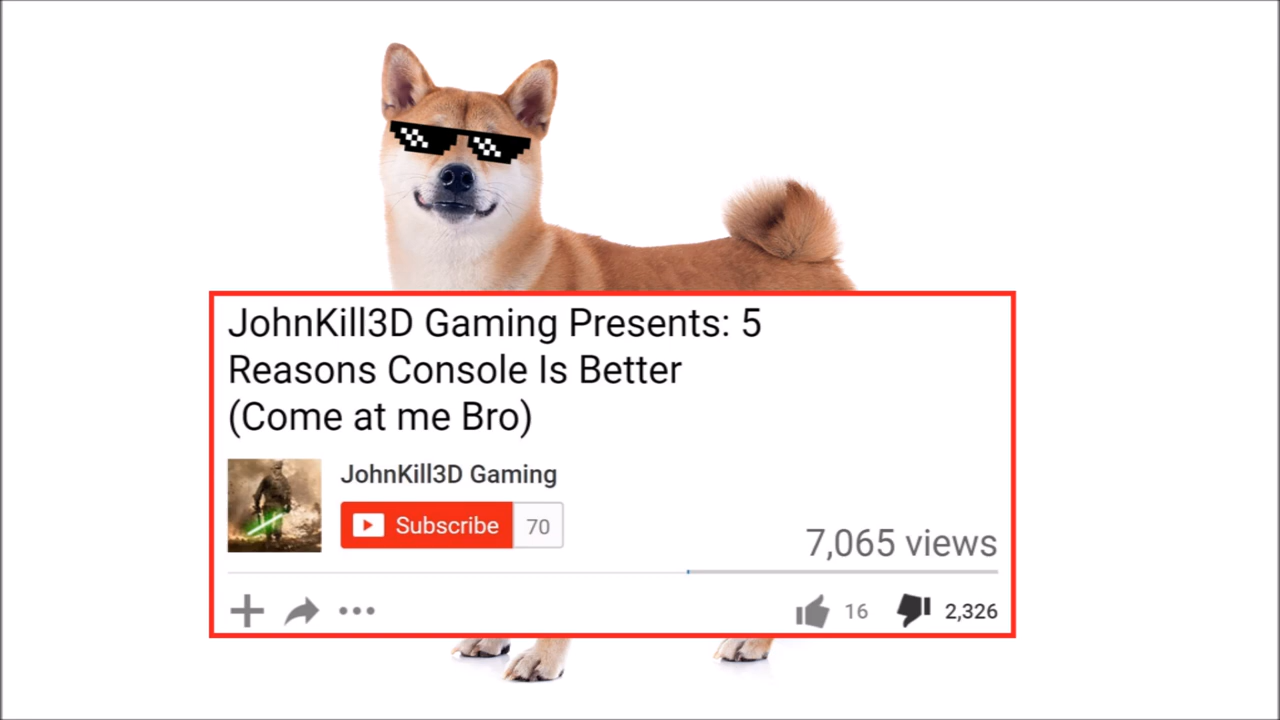 JohnKill3D Gaming Presents: 5
Reasons Console Is Better
(Come at me Bro)
JohnKill3D Gaming
Subscribe 70
7,065 views
16 2,326